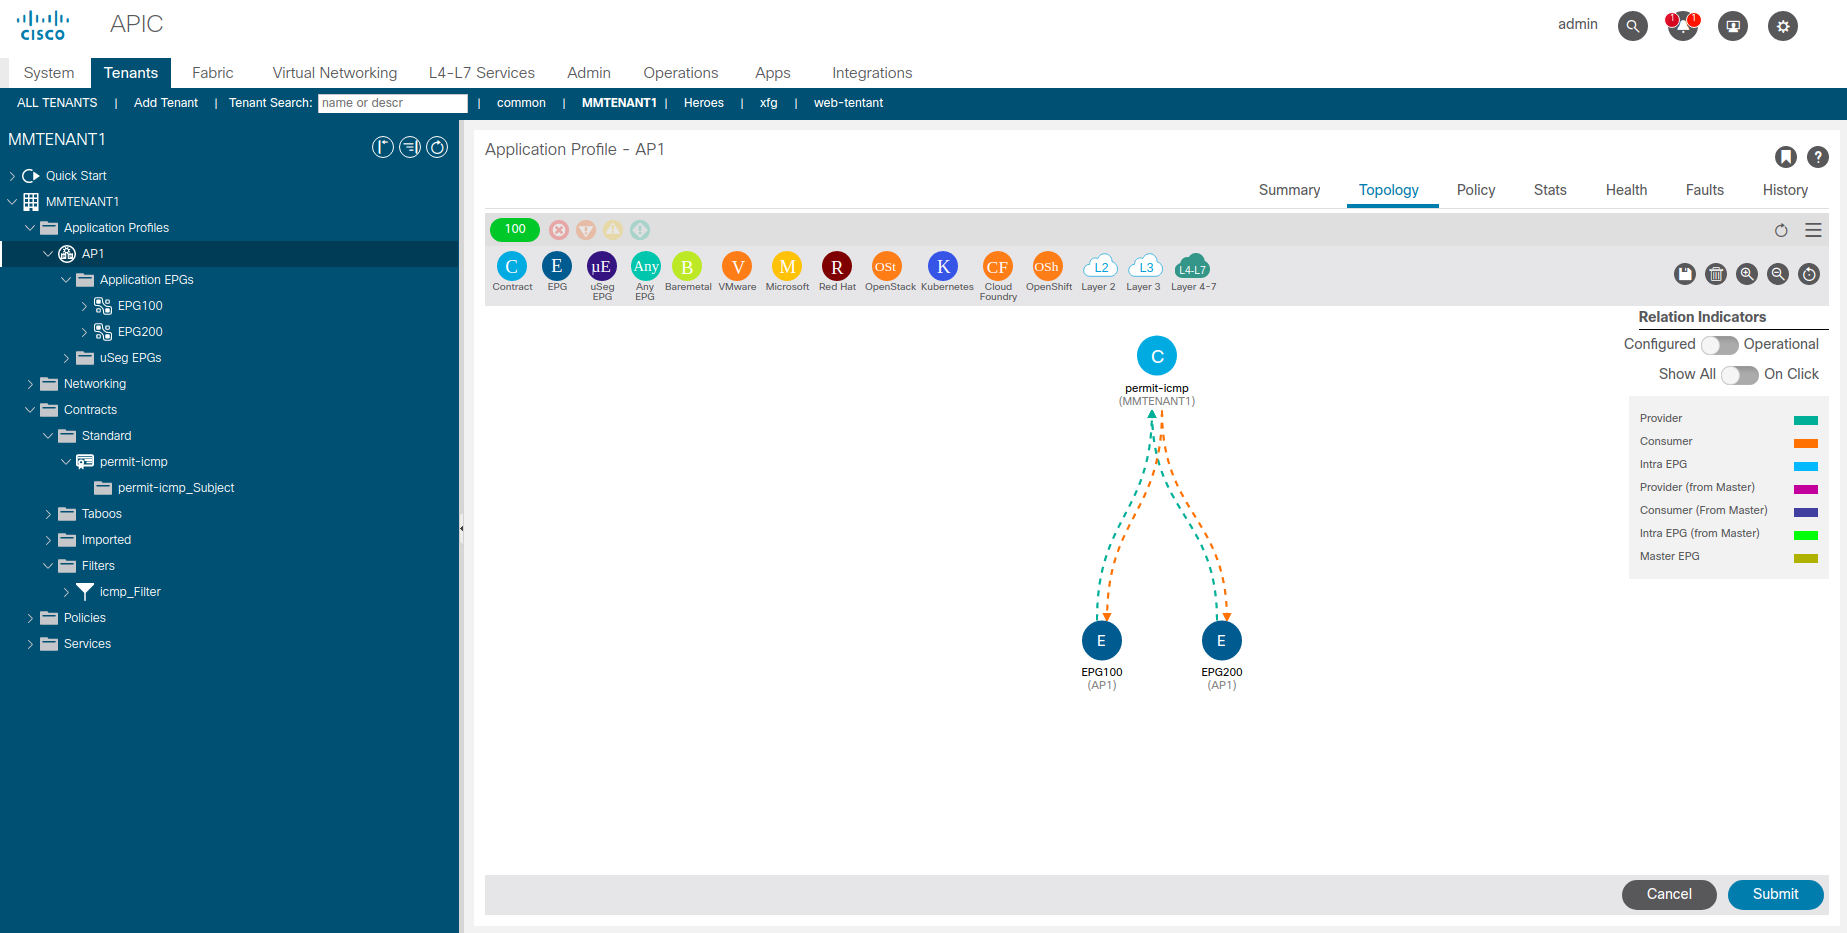 CISCO
APIC
admin
1 1
System Tenants Fabric Virtual Networking L4-L7 Services Admin Operations Apps Integrations
ALL TENANTS | Add Tenant | Tenant Search: name or descr | common | MMTENANT1 | Heroes | xfg | web-tentant
MMTENANT1
Quick Start
MMTENANT1
Application Profiles
AP1
Application EPGs
EPG100
EPG200
uSeg EPGs
Networking
Contracts
Standard
permit-icmp
permit-icmp_Subject
Taboos
Imported
Filters
icmp_Filter
Policies
Services
Application Profile - AP1
?
Summary Topology Policy Stats Health Faults History
100
C E µE Any B V M R OSt K CF OSh L2 L3 L4-L7
Contract EPG uSeg EPG Any EPG Baremetal VMware Microsoft Red Hat OpenStack Kubernetes Cloud Foundry OpenShift Layer 2 Layer 3 Layer 4-7
Relation Indicators
Configured Operational
Show All On Click
Provider
Consumer
Intra EPG
Provider (from Master)
Consumer (From Master)
Intra EPG (from Master)
Master EPG
C
permit-icmp
(MMTENANT1)
E E
EPG100 EPG200
(AP1) (AP1)
Cancel Submit